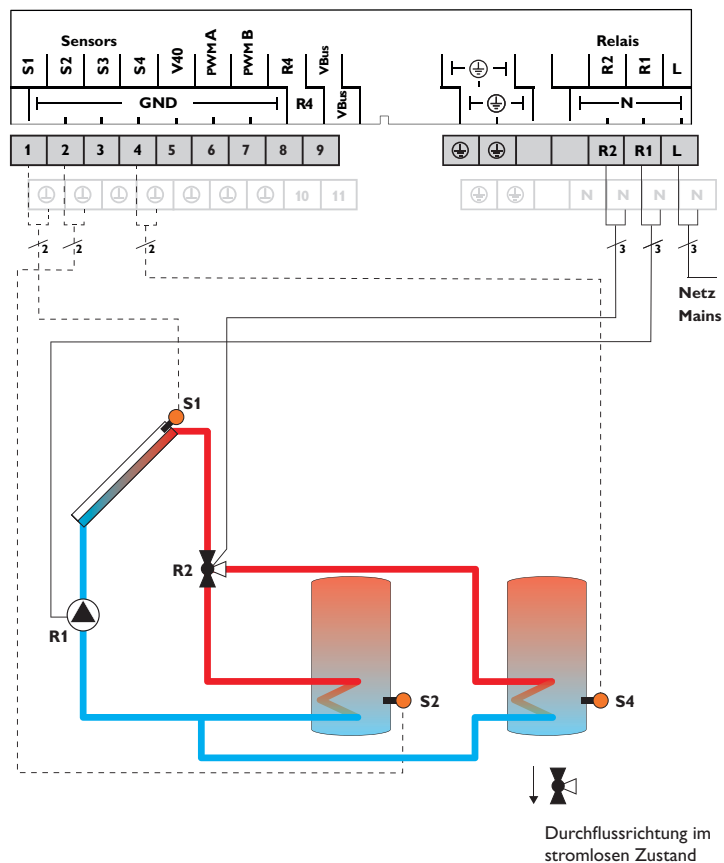 Sensors
Relais
S1 S2 S3 S4 V40 PWM A PWM B R4 VBus
R2 R1 L
GND
R4 VBus
N
1 2 3 4 5 6 7 8 9
R2 R1 L
10 11
N N N N
2 2 2
3 3 3
Netz
Mains
S1
R2
R1
S2
S4
Durchflussrichtung im
stromlosen Zustand